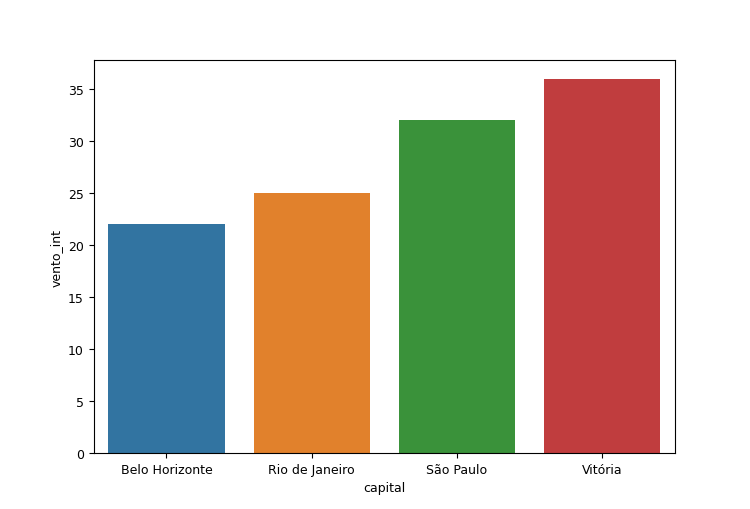 35
30
25
20
15
10
5
0
vento_int
Belo Horizonte
Rio de Janeiro
São Paulo
Vitória
capital